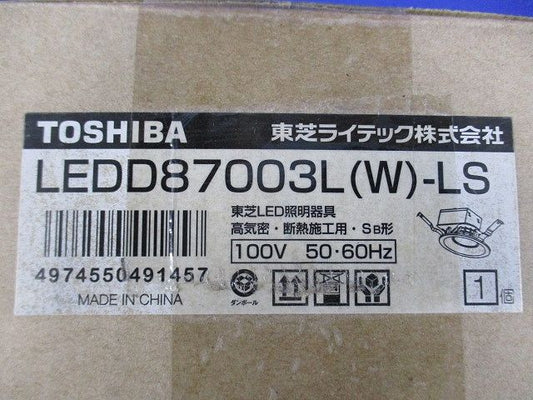 TOSHIBA 東芝ライテック株式会社
LEDD87003L(W)-LS
東芝LED照明器具
高気密・断熱施工用・SB形
100V 50・60Hz
4974550491457
MADE IN CHINA
ダンボール
1個